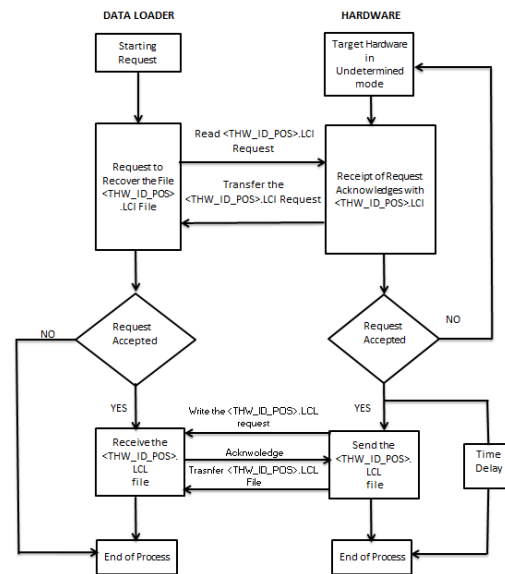 DATA LOADER
HARDWARE
Starting
Request
Target Hardware
in
Undetermined
mode
Read <THW_ID_POS>.LCI
Request
Request to
Recover the File
<THW_ID_POS>
.LCI File
Transfer the
<THW_ID_POS>.LCI Request
Receipt of Request
Acknowledges with
<THW_ID_POS>.LCI
NO
Request
Accepted
Request
Accepted
NO
YES
YES
Write the <THW_ID_POS>.LCL
request
Receive the
<THW_ID_POS>.
LCL
file
Acknwoledge
Trasnfer <THW_ID_POS>.LCL
File
Send the
<THW_ID_POS>.
LCL
file
Time
Delay
End of Process
End of Process